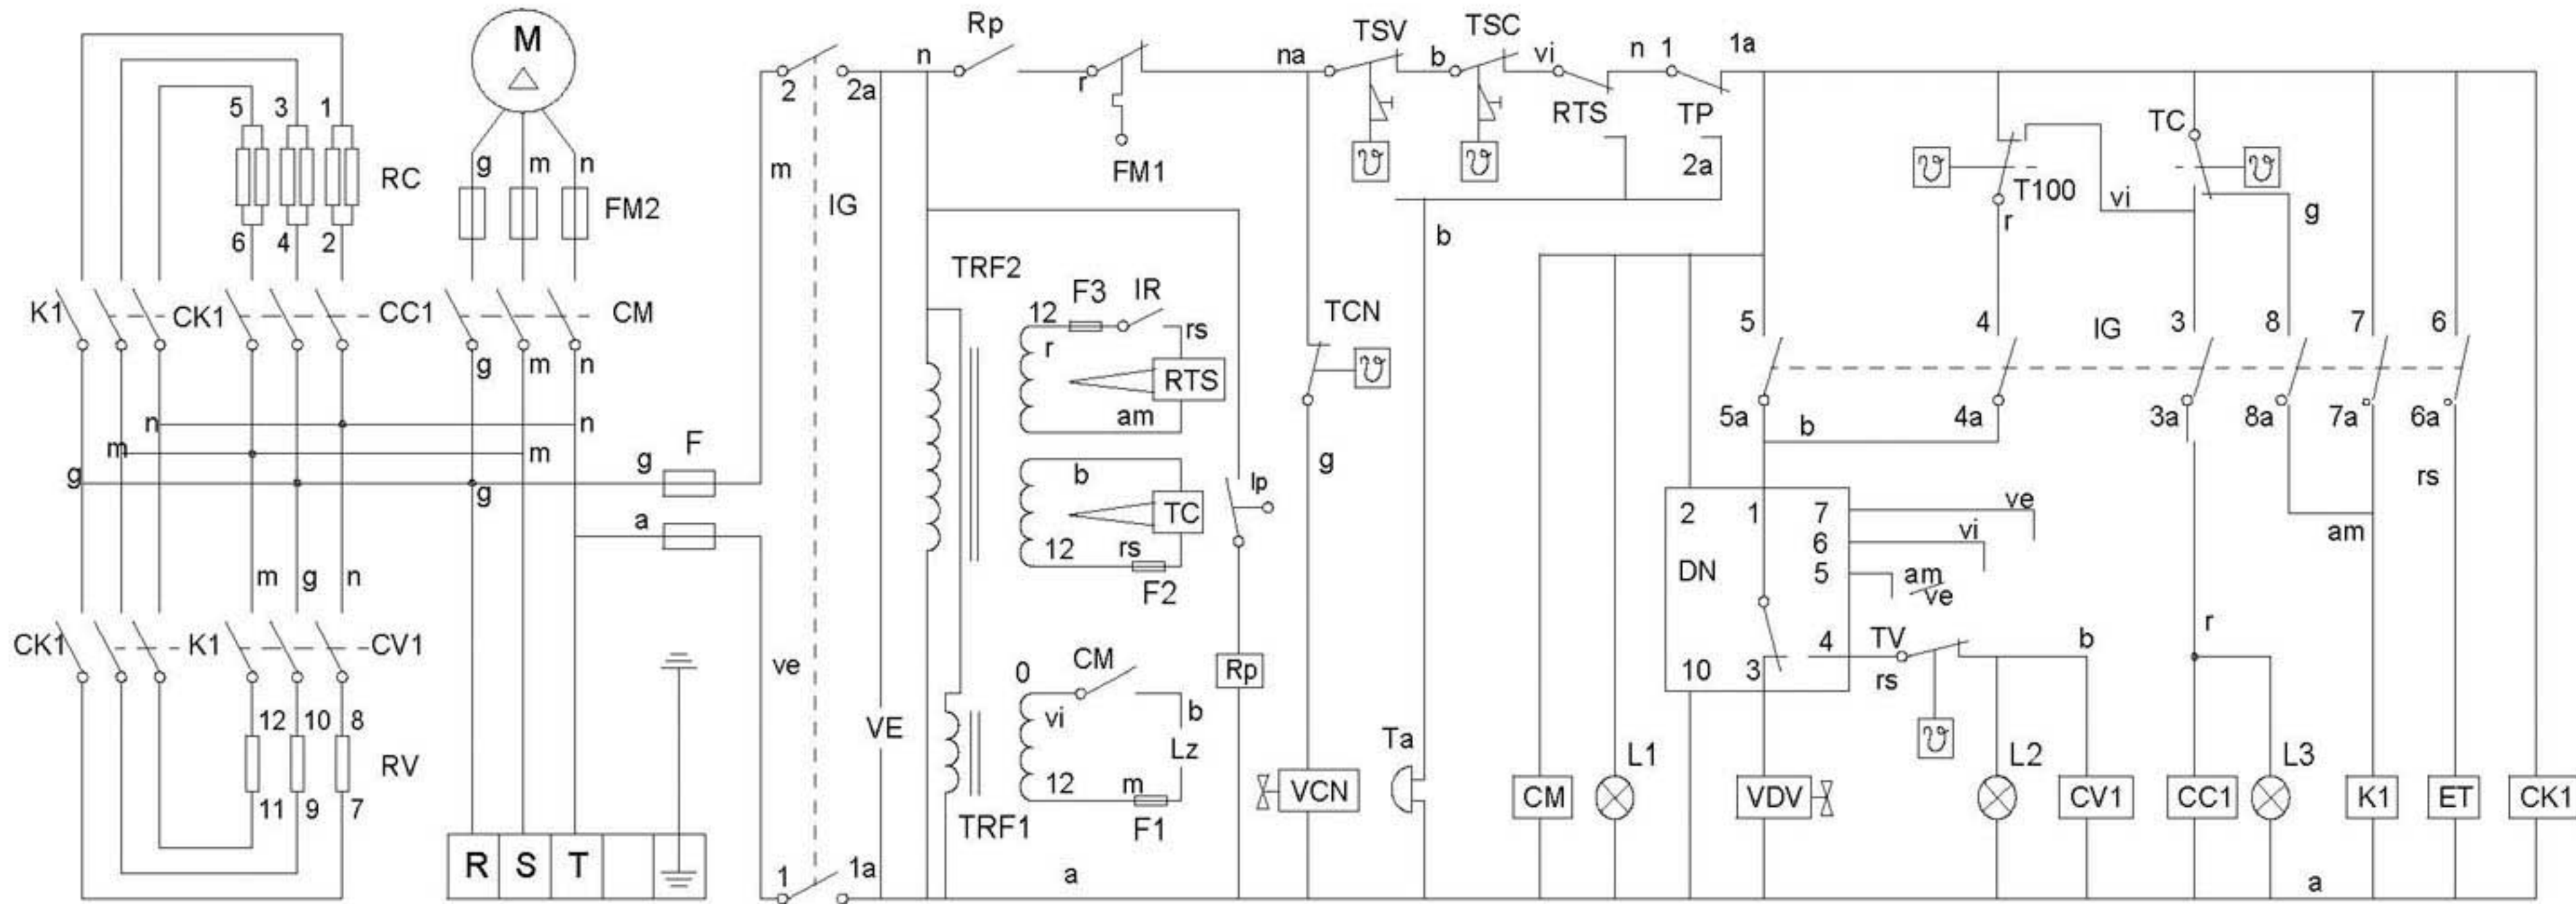 M
Rp
TSV
TSC
n
na
b
vi
n
1
1a
2
2a
r
RTS
TP
5
3
1
RC
g
m
n
FM2
m
IG
FM1
ϑ
ϑ
2a
ϑ
T100
TC
ϑ
vi
g
r
6
4
2
b
TRF2
K1
CK1
CC1
CM
12
F3
IR
rs
r
RTS
am
TCN
ϑ
5
4
IG
3
8
7
6
g
m
n
5a
b
4a
3a
8a
7a
6a
n
n
m
m
g
g
g
F
a
b
TC
12
rs
F2
Ip
g
rs
am
2
1
7
6
5
DN
10
3
4
ve
vi
am
ve
m
g
n
CK1
K1
CV1
ve
0
CM
vi
b
Lz
12
m
F1
TRF1
Rp
VE
TV
rs
ϑ
b
r
12
10
8
RV
11
9
7
VCN
Ta
CM
L1
VDV
L2
CV1
CC1
L3
K1
ET
CK1
R
S
T
1
1a
a
a